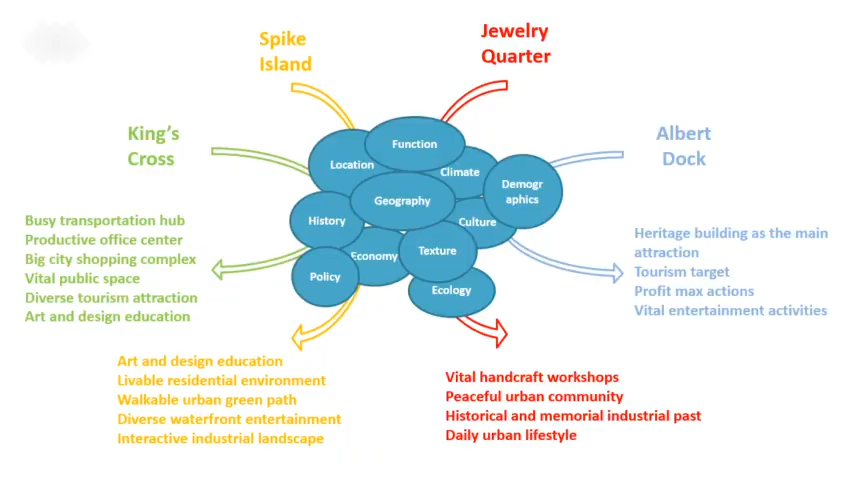 Spike
Island
Jewelry
Quarter
King's
Cross
Albert
Dock
Function
Location
Climate
Demogr
aphics
Geography
History
Culture
Economy
Texture
Policy
Ecology
Busy transportation hub
Productive office center
Big city shopping complex
Vital public space
Diverse tourism attraction
Art and design education
Heritage building as the main
attraction
Tourism target
Profit max actions
Vital entertainment activities
Art and design education
Livable residential environment
Walkable urban green path
Diverse waterfront entertainment
Interactive industrial landscape
Vital handcraft workshops
Peaceful urban community
Historical and memorial industrial past
Daily urban lifestyle